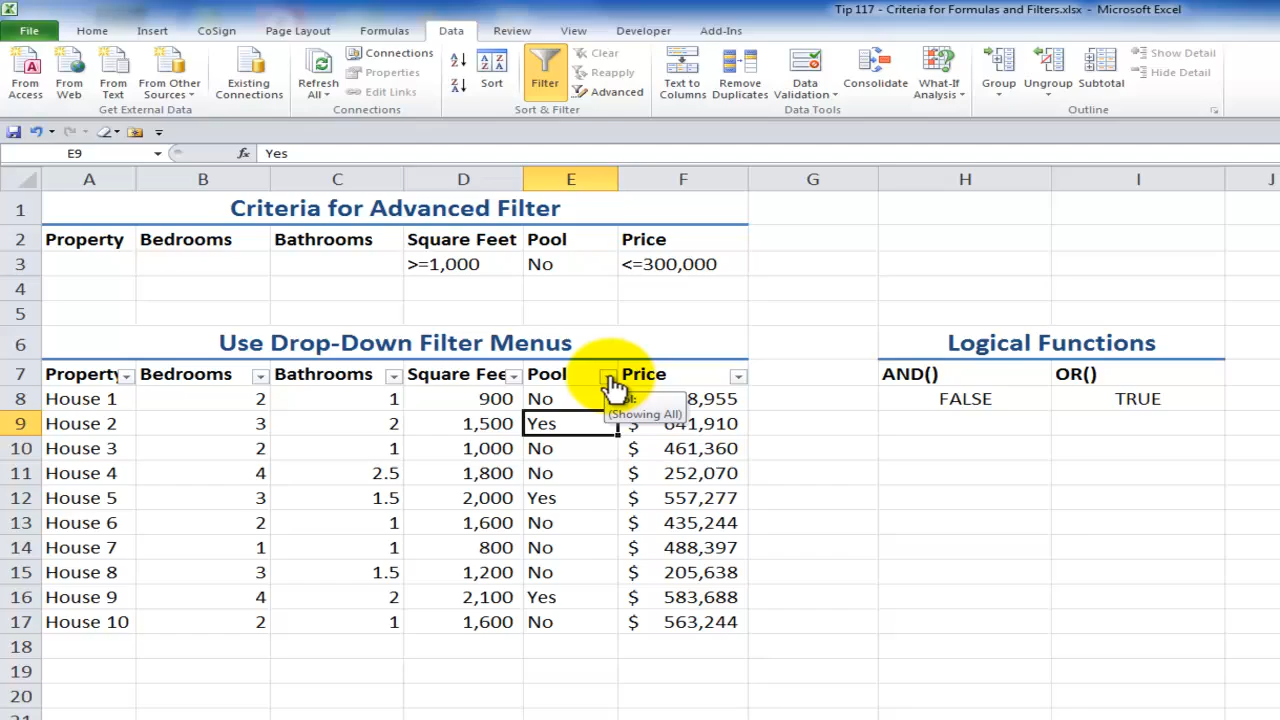 Tip 117 - Criteria for Formulas and Filters.xlsx - Microsoft Excel
File Home Insert CoSign Page Layout Formulas Data Review View Developer Add-Ins
From Access From Web From Text From Other Sources Existing Connections Refresh All Connections Properties Edit Links Sort Filter Clear Reapply Advanced Text to Columns Remove Duplicates Data Validation Consolidate What-If Analysis Group Ungroup Subtotal Show Detail Hide Detail
Get External Data Connections Sort & Filter Data Tools Outline
E9 fx Yes
A B C D E F G H I J
1 Criteria for Advanced Filter
2 Property Bedrooms Bathrooms Square Feet Pool Price
3 >=1,000 No <=300,000
4
5
6 Use Drop-Down Filter Menus Logical Functions
7 Property Bedrooms Bathrooms Square Fee Pool Price AND() OR()
8 House 1 2 1 900 No 8,955 FALSE TRUE
(Showing All)
9 House 2 3 2 1,500 Yes $ 641,910
10 House 3 2 1 1,000 No $ 461,360
11 House 4 4 2.5 1,800 No $ 252,070
12 House 5 3 1.5 2,000 Yes $ 557,277
13 House 6 2 1 1,600 No $ 435,244
14 House 7 1 1 800 No $ 488,397
15 House 8 3 1.5 1,200 No $ 205,638
16 House 9 4 2 2,100 Yes $ 583,688
17 House 10 2 1 1,600 No $ 563,244
18
19
20